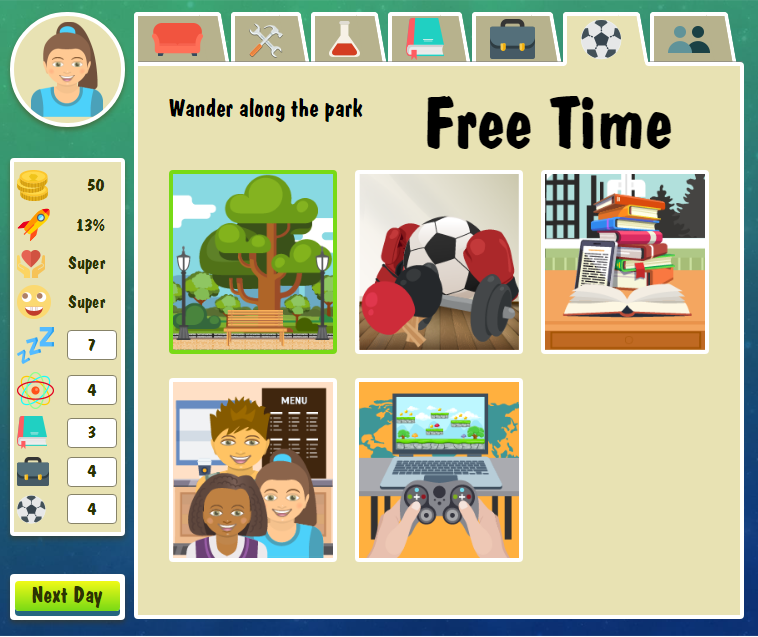 Wander along the park
Free Time
50
13%
Super
Super
7
4
3
4
4
MENU
Next Day